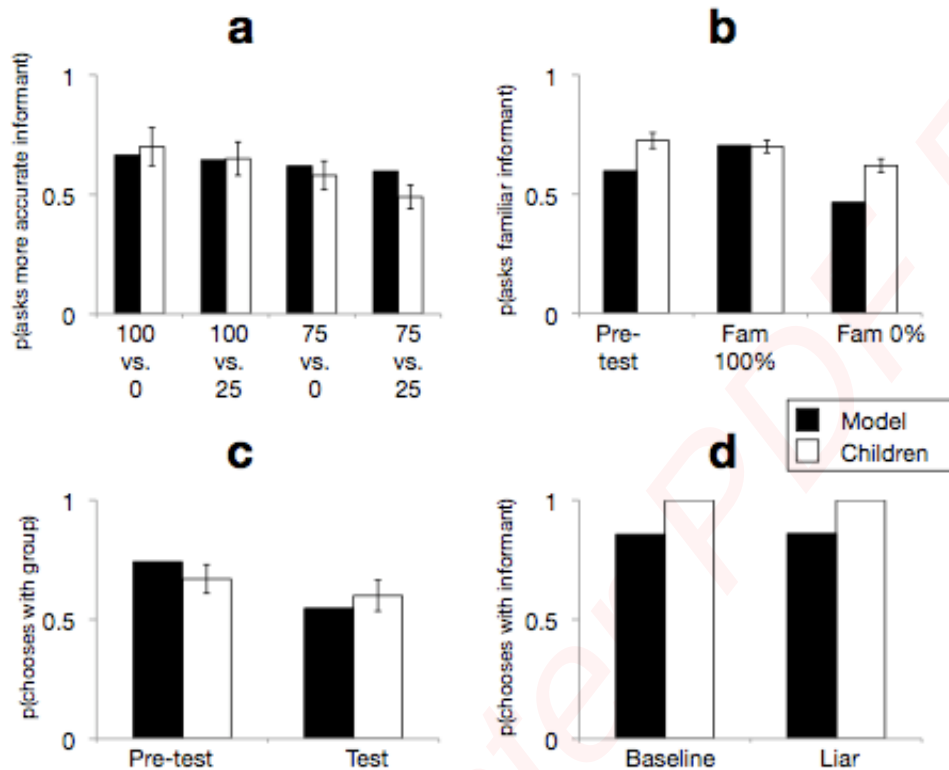 a
p(asks more accurate informant)
1
0.5
0
100 vs. 0
100 vs. 25
75 vs. 0
75 vs. 25
b
p(asks familiar informant)
1
0.5
0
Pre-test
Fam 100%
Fam 0%
Model
Children
c
p(chooses with group)
1
0.5
0
Pre-test
Test
d
p(chooses with informant)
1
0.5
0
Baseline
Liar